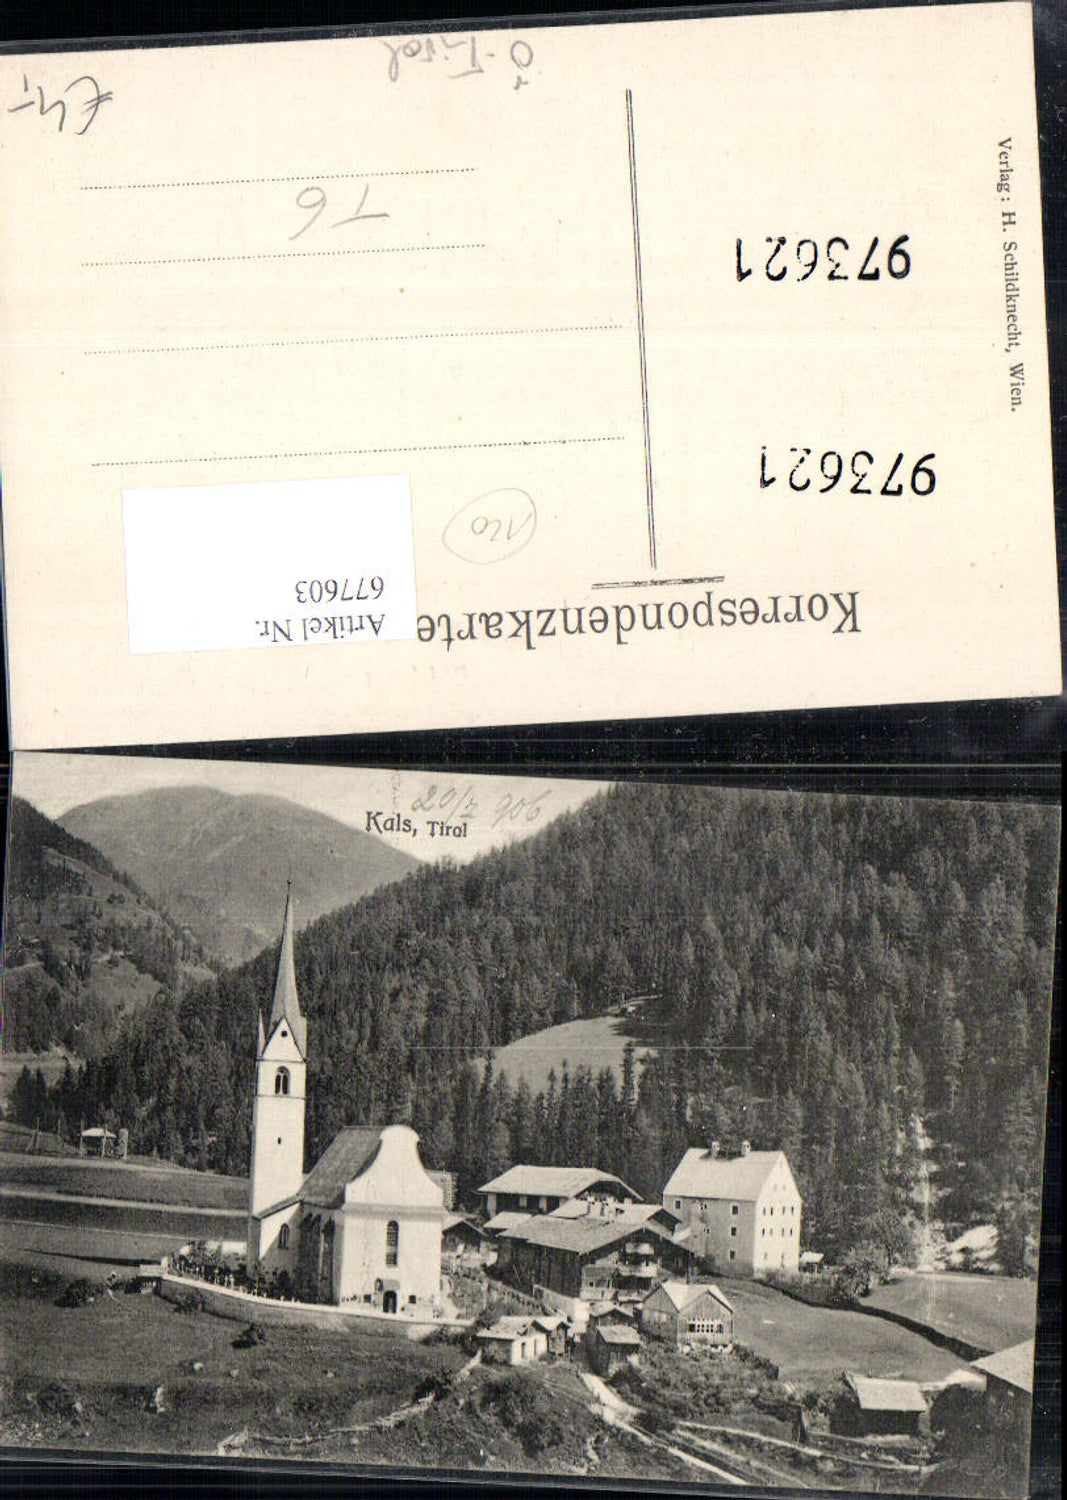 Ö-Tirol
€4,-
T6
973621
973621
Verlag: H. Schildknecht, Wien.
120
Artikel Nr.
677603
Korrespondenzkarte
20/7 906
Kals, Tirol